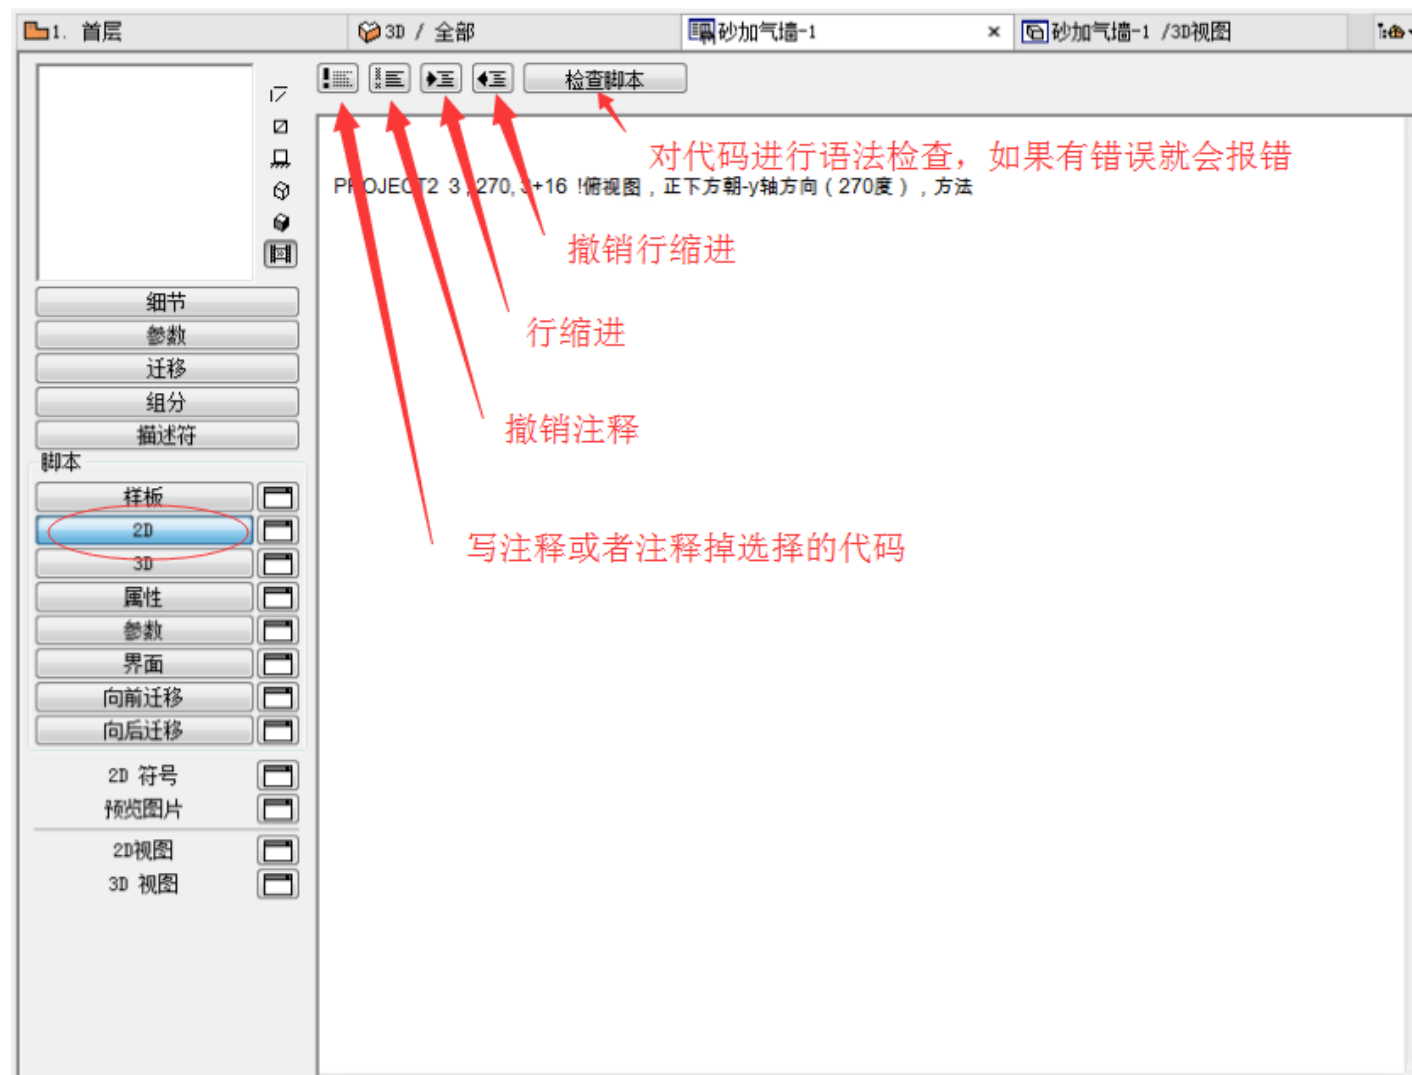 1. 首层
3D / 全部
砂加气墙-1
砂加气墙-1 /3D视图
检查脚本
对代码进行语法检查，如果有错误就会报错
PROJECT2 3, 270, 3+16 !俯视图，正下方朝-y轴方向（270度），方法
撤销行缩进
行缩进
撤销注释
写注释或者注释掉选择的代码
细节
参数
迁移
组分
描述符
脚本
样板
2D
3D
属性
参数
界面
向前迁移
向后迁移
2D 符号
预览图片
2D视图
3D 视图